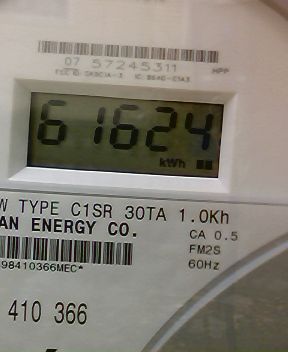 07 57245311
HPP
61624
kWh
W TYPE C1SR 30TA 1.0Kh
AN ENERGY CO.
CA 0.5
FM2S
60Hz
98410366MEC*
410 366